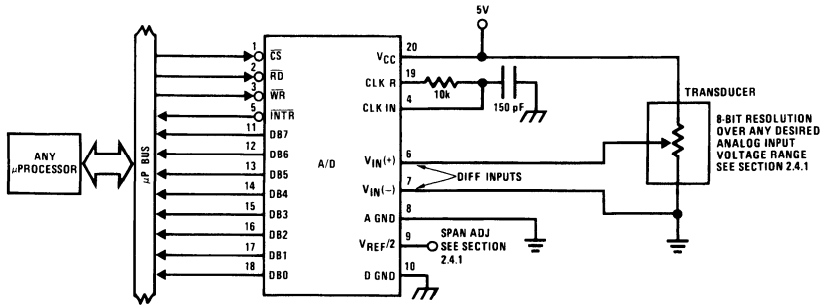 5V
1
CS
2
RD
3
WR
5
INTR
11
DB7
12
DB6
13
DB5
14
DB4
15
DB3
16
DB2
17
DB1
18
DB0
ANY
μPROCESSOR
μP BUS
A/D
VCC
20
CLK R
19
10k
CLK IN
4
150 pF
VIN(+)
6
DIFF INPUTS
VIN(−)
7
A GND
8
VREF/2
9
SPAN ADJ
SEE SECTION
2.4.1
D GND
10
TRANSDUCER
8-BIT RESOLUTION
OVER ANY DESIRED
ANALOG INPUT
VOLTAGE RANGE
SEE SECTION 2.4.1